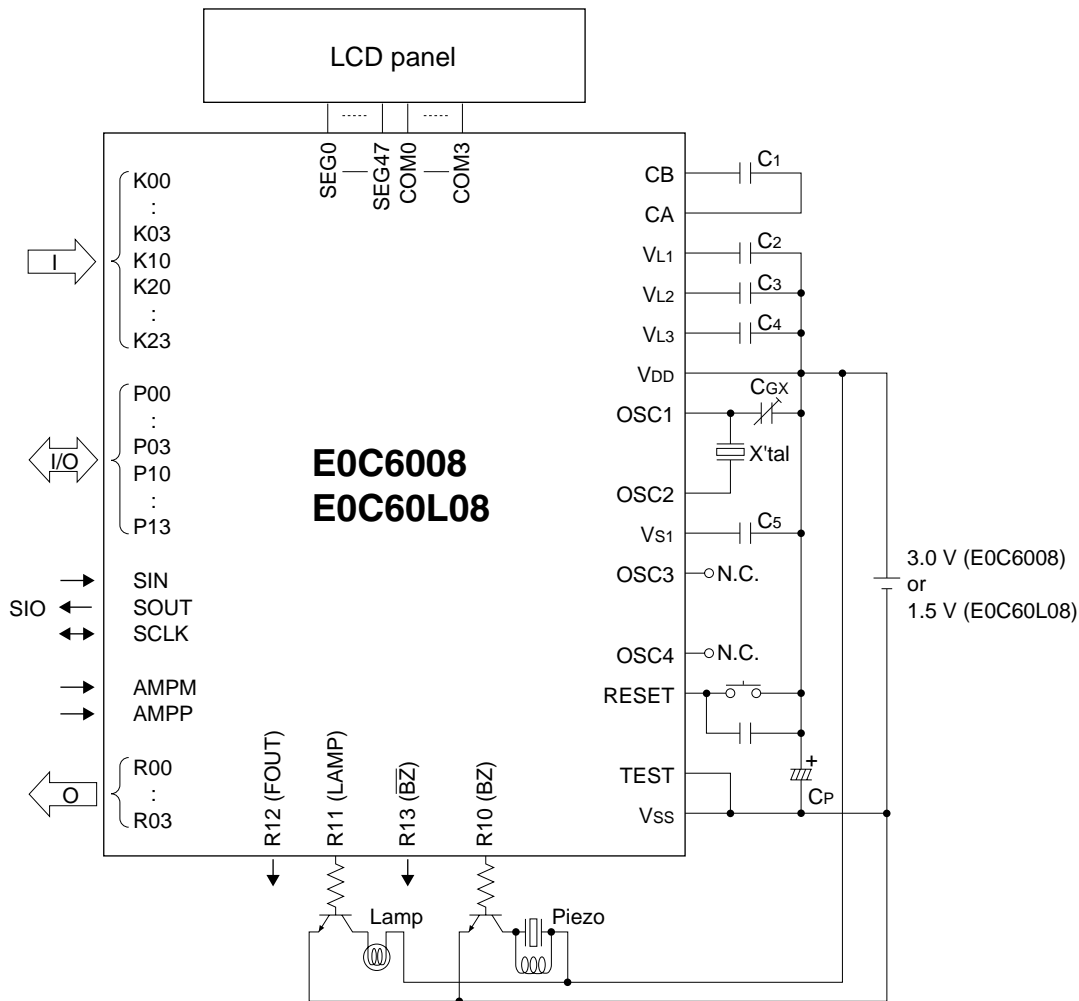 LCD panel
SEG0
SEG47
COM0
COM3
K00
:
K03
K10
K20
:
K23
I
P00
:
P03
P10
:
P13
I/O
SIO
SIN
SOUT
SCLK
AMPM
AMPP
R00
:
R03
O
E0C6008
E0C60L08
CB
C1
CA
VL1
C2
VL2
C3
VL3
C4
VDD
CGX
OSC1
X'tal
OSC2
VS1
C5
OSC3
N.C.
OSC4
N.C.
RESET
TEST
+
CP
VSS
3.0 V (E0C6008)
or
1.5 V (E0C60L08)
R12 (FOUT)
R11 (LAMP)
R13 (B̅Z̅)
R10 (BZ)
Lamp
Piezo